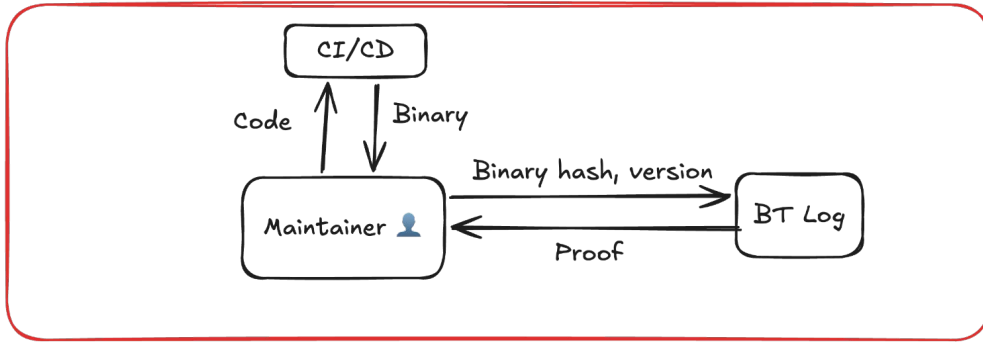 CI/CD
Code
Binary
Binary hash, version
Maintainer 👤
BT Log
Proof